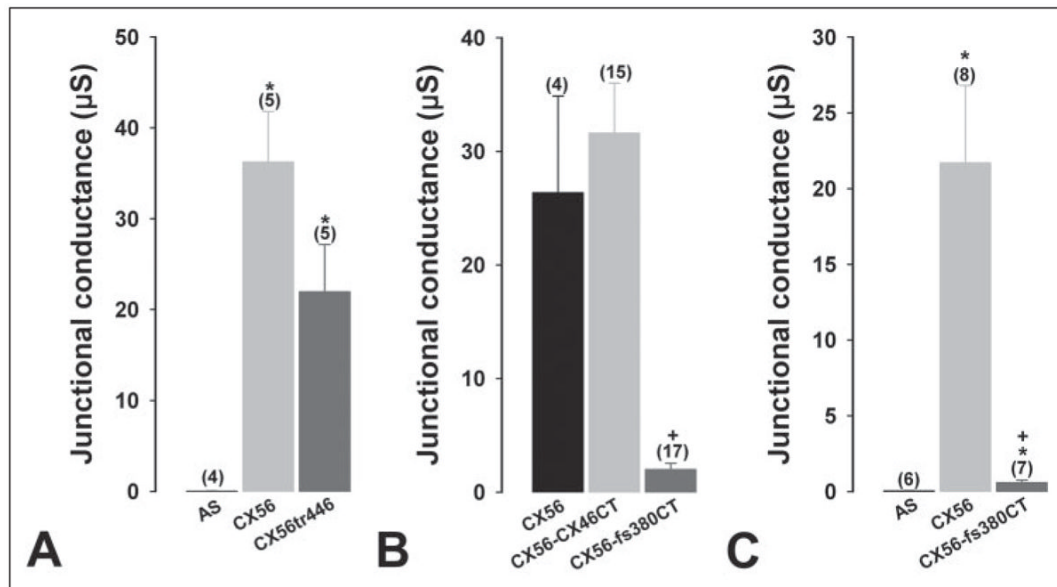 Junctional conductance (µS)
50
40
30
20
10
0
*
(5)
*
(5)
(4)
AS
CX56
CX56tr446
A
Junctional conductance (µS)
40
30
20
10
0
(4)
(15)
+
(17)
CX56
CX56-CX46CT
CX56-fs380CT
B
Junctional conductance (µS)
30
25
20
15
10
5
0
*
(8)
+
*
(7)
(6)
AS
CX56
CX56-fs380CT
C